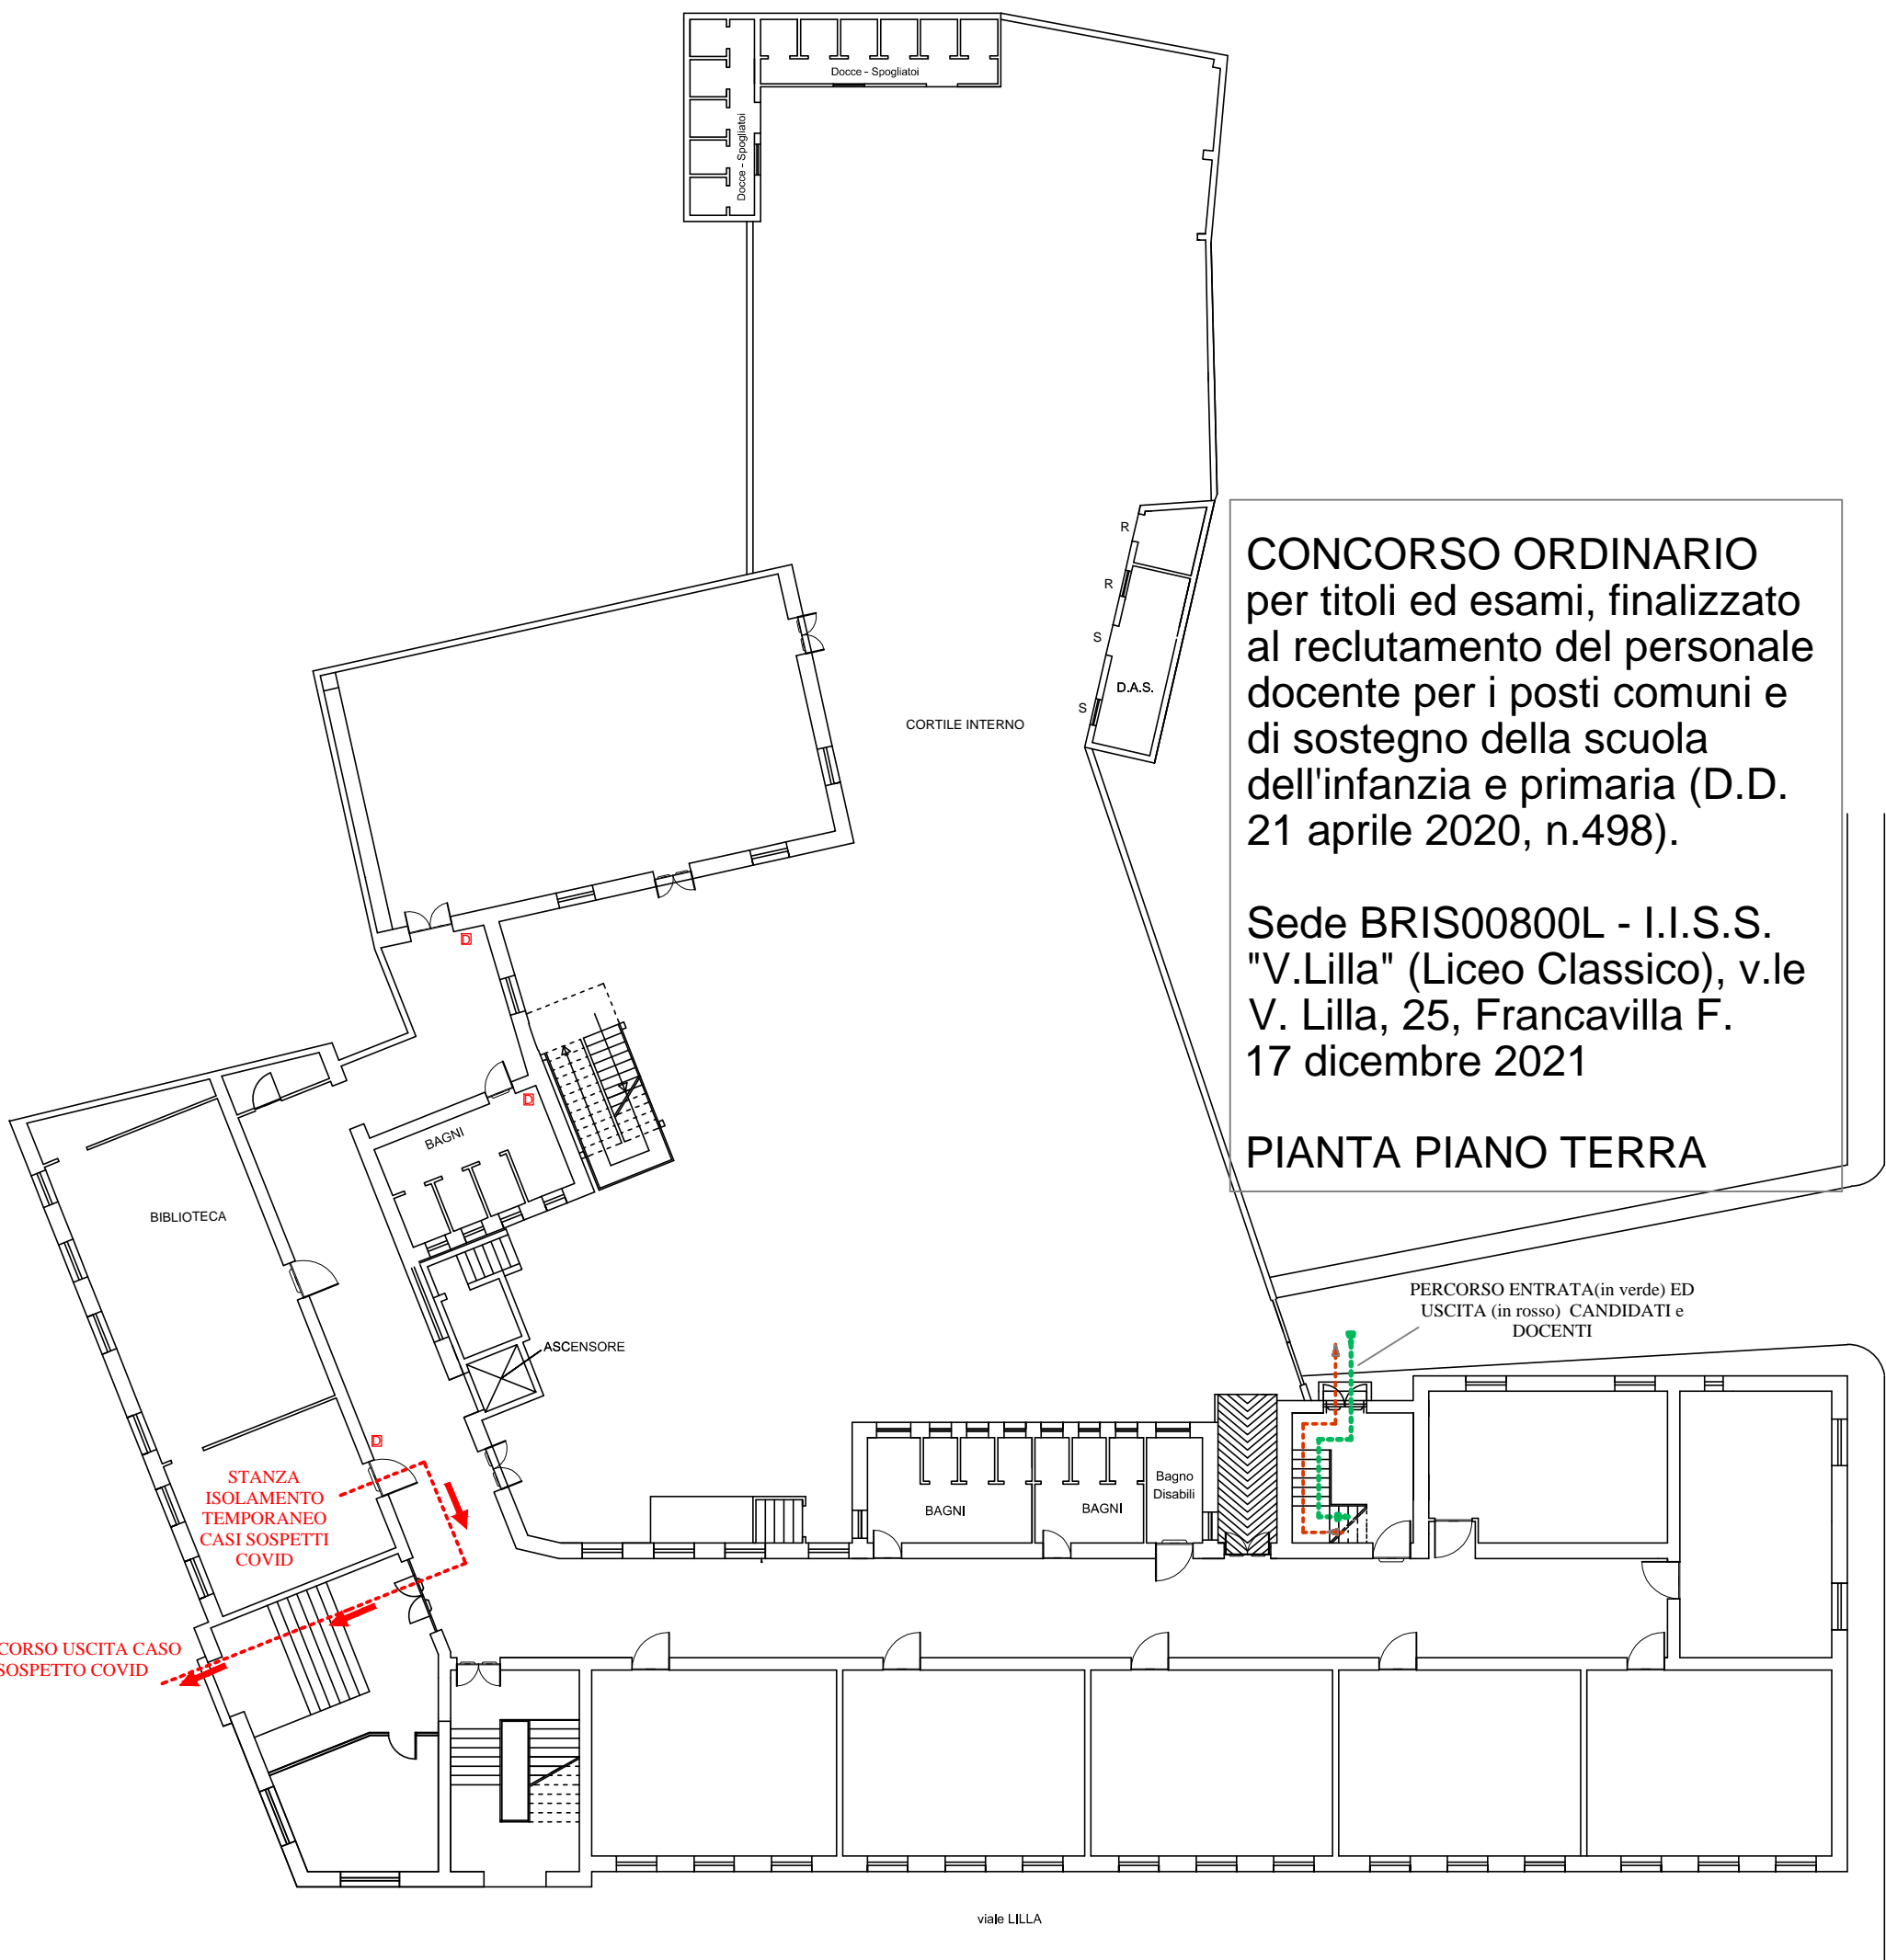 Docce - Spogliatoi
Docce - Spogliatoi
R
R
S
S
D.A.S.
CORTILE INTERNO
CONCORSO ORDINARIO
per titoli ed esami, finalizzato
al reclutamento del personale
docente per i posti comuni e
di sostegno della scuola
dell'infanzia e primaria (D.D.
21 aprile 2020, n.498).
Sede BRIS00800L - I.I.S.S.
"V.Lilla" (Liceo Classico), v.le
V. Lilla, 25, Francavilla F.
17 dicembre 2021
PIANTA PIANO TERRA
D
D
BAGNI
BIBLIOTECA
ASCENSORE
PERCORSO ENTRATA(in verde) ED
USCITA (in rosso) CANDIDATI e
DOCENTI
D
STANZA
ISOLAMENTO
TEMPORANEO
CASI SOSPETTI
COVID
BAGNI
BAGNI
Bagno
Disabili
CORSO USCITA CASO
SOSPETTO COVID
viale LILLA